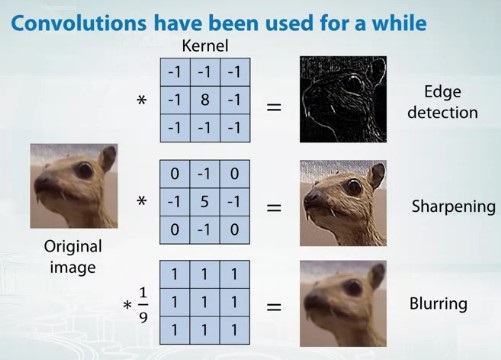 Convolutions have been used for a while
Kernel
-1 -1 -1
* -1 8 -1 =
-1 -1 -1
Edge
detection
0 -1 0
* -1 5 -1 =
0 -1 0
Sharpening
Original
image
1 1 1
* 1/9 1 1 1 =
1 1 1
Blurring